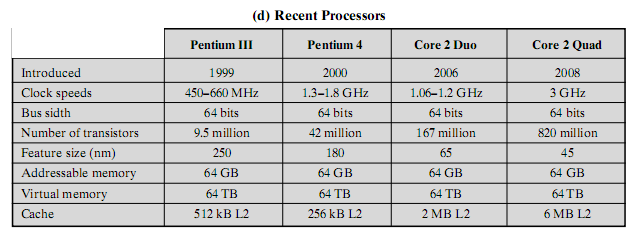 (d) Recent Processors
Pentium III Pentium 4 Core 2 Duo Core 2 Quad
Introduced 1999 2000 2006 2008
Clock speeds 450–660 MHz 1.3–1.8 GHz 1.06–1.2 GHz 3 GHz
Bus sidth 64 bits 64 bits 64 bits 64 bits
Number of transistors 9.5 million 42 million 167 million 820 million
Feature size (nm) 250 180 65 45
Addressable memory 64 GB 64 GB 64 GB 64 GB
Virtual memory 64 TB 64 TB 64 TB 64 TB
Cache 512 kB L2 256 kB L2 2 MB L2 6 MB L2